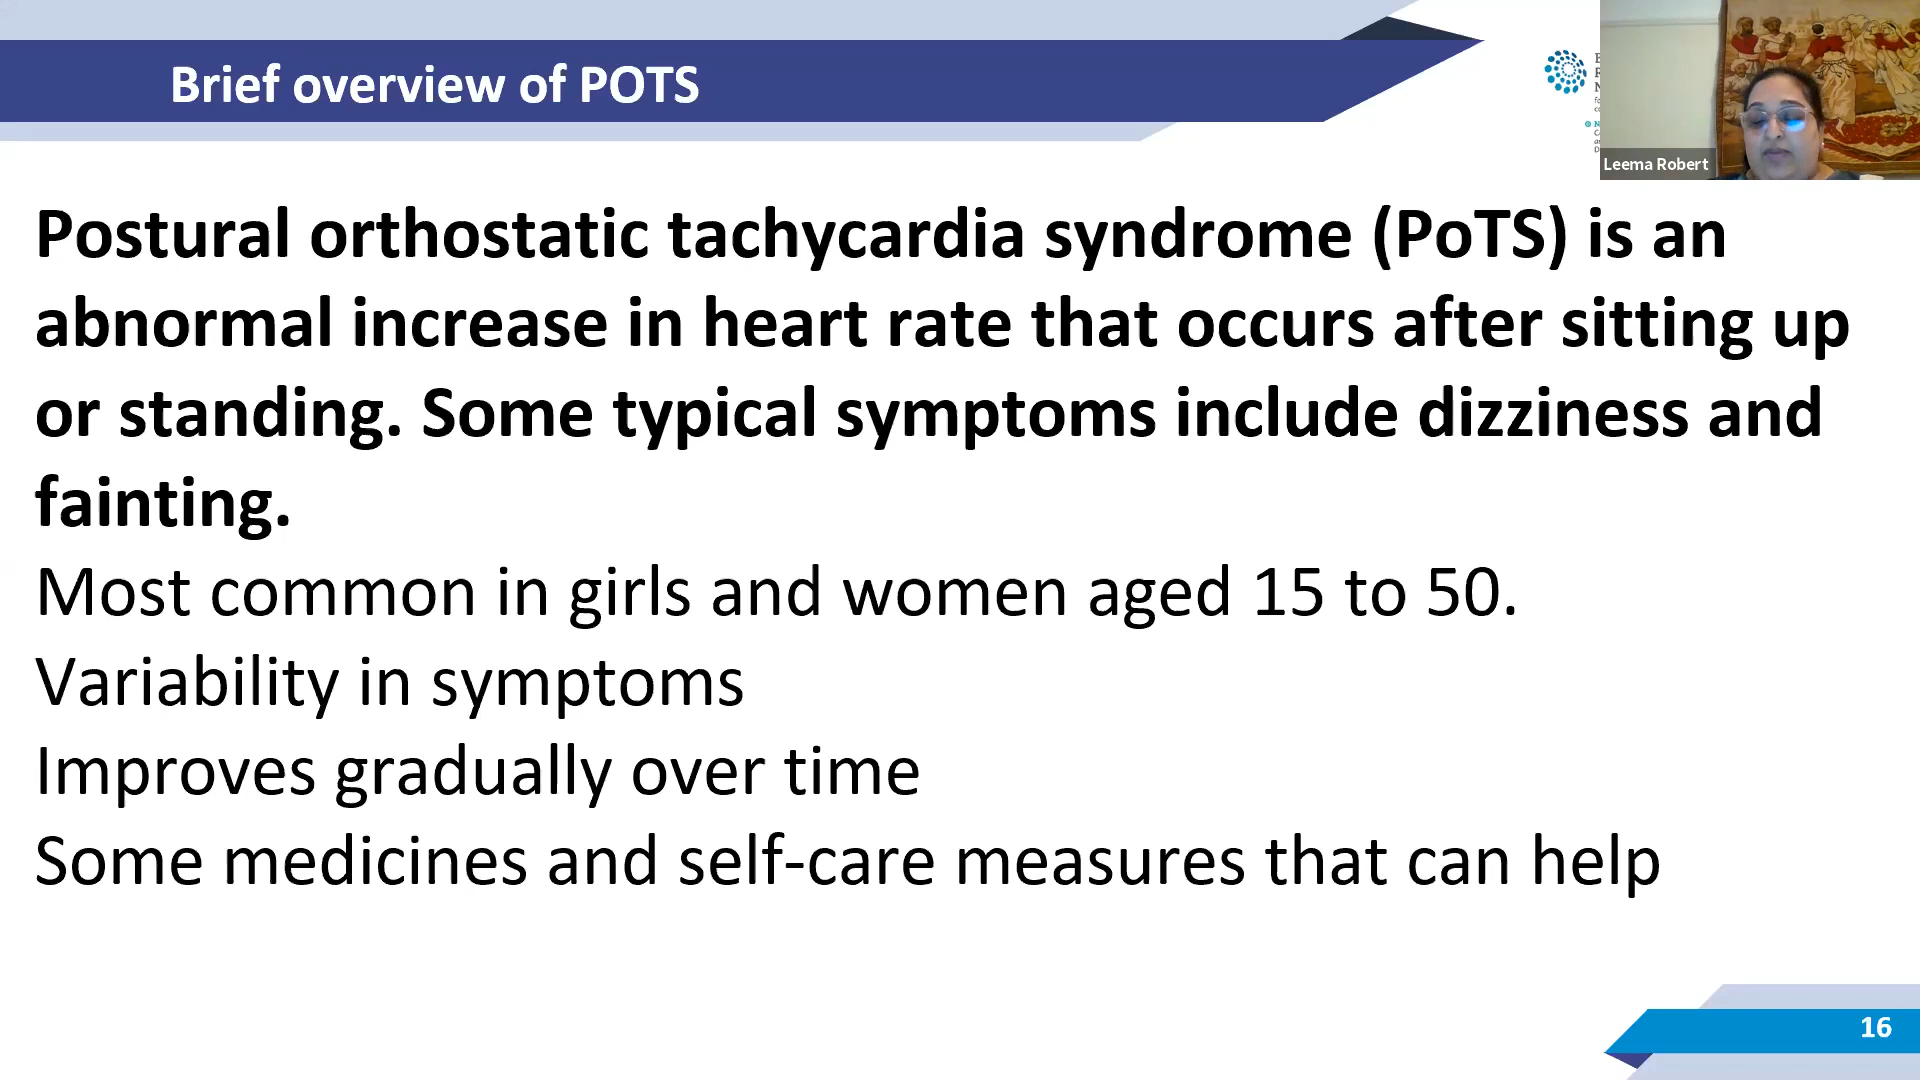 Brief overview of POTS
Leema Robert
Postural orthostatic tachycardia syndrome (PoTS) is an
abnormal increase in heart rate that occurs after sitting up
or standing. Some typical symptoms include dizziness and
fainting.
Most common in girls and women aged 15 to 50.
Variability in symptoms
Improves gradually over time
Some medicines and self-care measures that can help
16